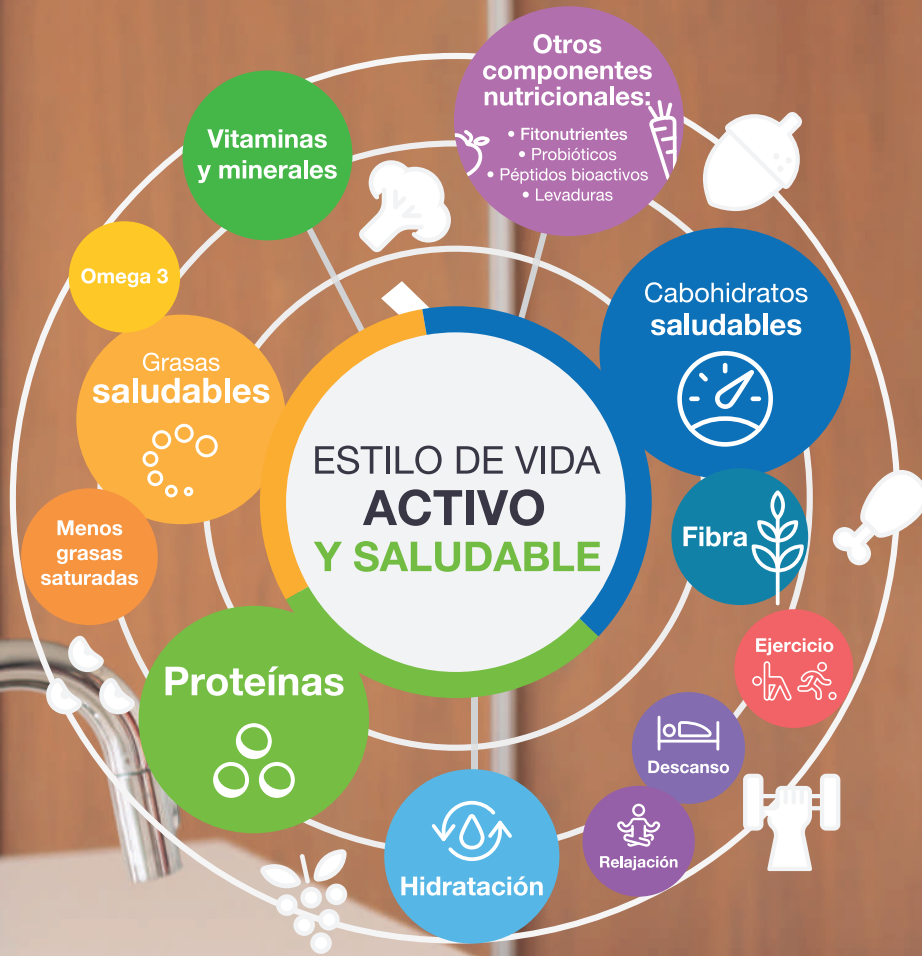 Otros
componentes
nutricionales:
• Fitonutrientes
• Probióticos
• Péptidos bioactivos
• Levaduras
Vitaminas
y minerales
Omega 3
Grasas
saludables
Cabohidratos
saludables
ESTILO DE VIDA
ACTIVO
Y SALUDABLE
Menos
grasas
saturadas
Fibra
Proteínas
Ejercicio
Descanso
Relajación
Hidratación